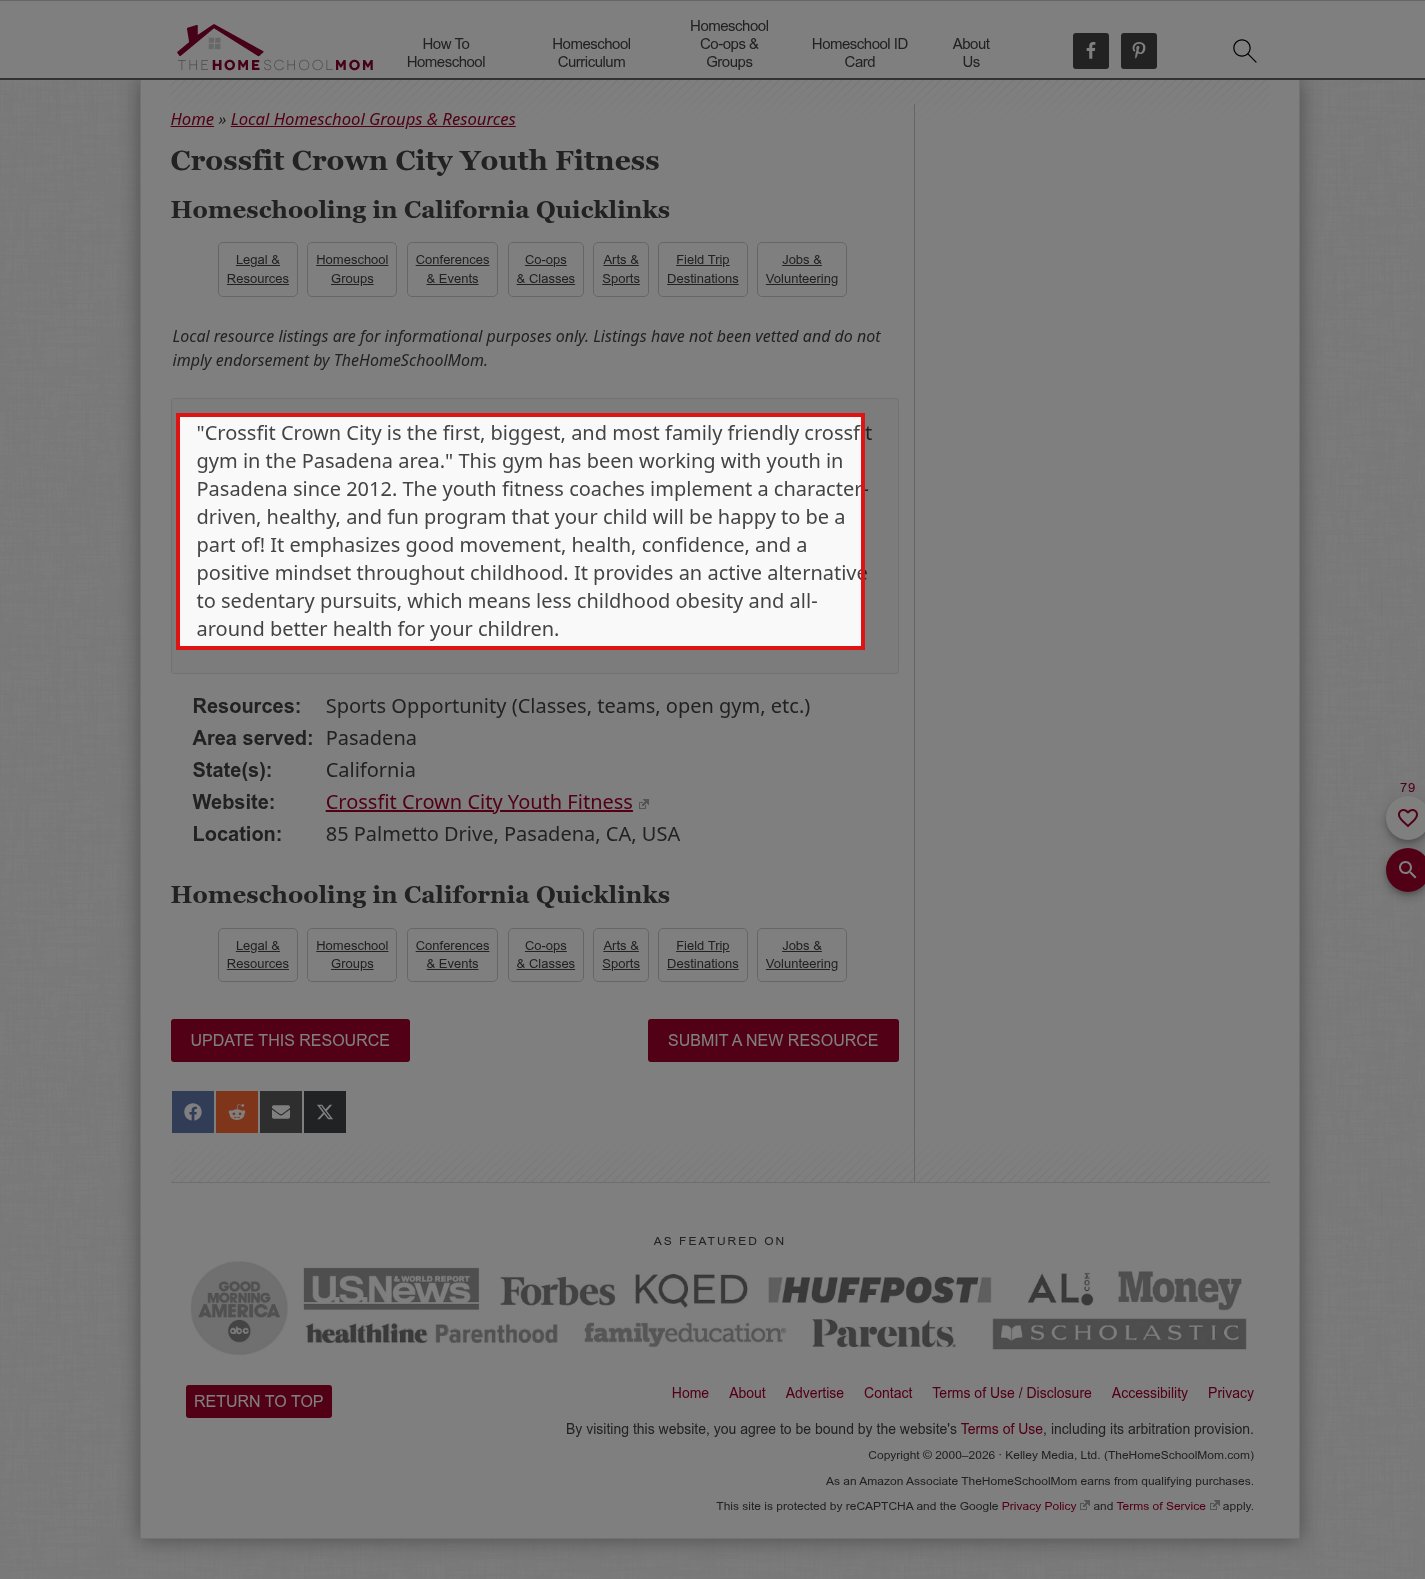 THEHOMESCHOOLMOM
How To
Homeschool
Homeschool
Curriculum
Homeschool
Co-ops &
Groups
Homeschool ID
Card
About
Us
Home » Local Homeschool Groups & Resources
Crossfit Crown City Youth Fitness
Homeschooling in California Quicklinks
Legal &
Resources
Homeschool
Groups
Conferences
& Events
Co-ops
& Classes
Arts &
Sports
Field Trip
Destinations
Jobs &
Volunteering
Local resource listings are for informational purposes only. Listings have not been vetted and do not
imply endorsement by TheHomeSchoolMom.
"Crossfit Crown City is the first, biggest, and most family friendly crossfit
gym in the Pasadena area." This gym has been working with youth in
Pasadena since 2012. The youth fitness coaches implement a character-
driven, healthy, and fun program that your child will be happy to be a
part of! It emphasizes good movement, health, confidence, and a
positive mindset throughout childhood. It provides an active alternative
to sedentary pursuits, which means less childhood obesity and all-
around better health for your children.
Resources: Sports Opportunity (Classes, teams, open gym, etc.)
Area served: Pasadena
State(s): California
Website: Crossfit Crown City Youth Fitness
Location: 85 Palmetto Drive, Pasadena, CA, USA
79
Homeschooling in California Quicklinks
Legal &
Resources
Homeschool
Groups
Conferences
& Events
Co-ops
& Classes
Arts &
Sports
Field Trip
Destinations
Jobs &
Volunteering
UPDATE THIS RESOURCE
SUBMIT A NEW RESOURCE
AS FEATURED ON
GOOD
MORNING
AMERICA
abc
U.S.News
& WORLD REPORT
Forbes
KQED
HUFFPOST
AL.com
Money
healthline Parenthood
familyeducation
Parents
SCHOLASTIC
RETURN TO TOP
Home About Advertise Contact Terms of Use / Disclosure Accessibility Privacy
By visiting this website, you agree to be bound by the website's Terms of Use, including its arbitration provision.
Copyright © 2000–2026 · Kelley Media, Ltd. (TheHomeSchoolMom.com)
As an Amazon Associate TheHomeSchoolMom earns from qualifying purchases.
This site is protected by reCAPTCHA and the Google Privacy Policy and Terms of Service apply.